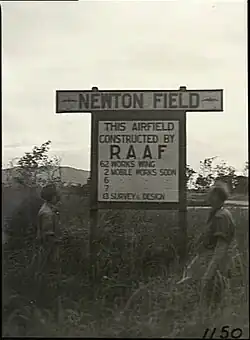 NEWTON FIELD
THIS AIRFIELD
CONSTRUCTED BY
RAAF
62 WORKS WING
2 MOBILE WORKS SQDN
6
7
13 SURVEY & DESIGN
1150